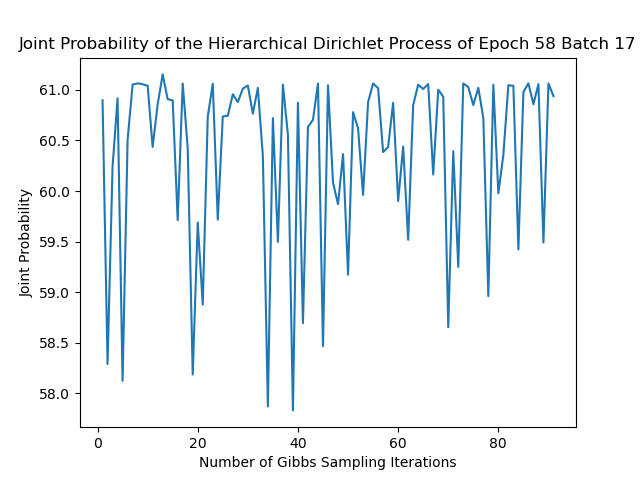 Joint Probability of the Hierarchical Dirichlet Process of Epoch 58 Batch 17
61.0
60.5
60.0
59.5
59.0
58.5
58.0
Joint Probability
0 20 40 60 80
Number of Gibbs Sampling Iterations